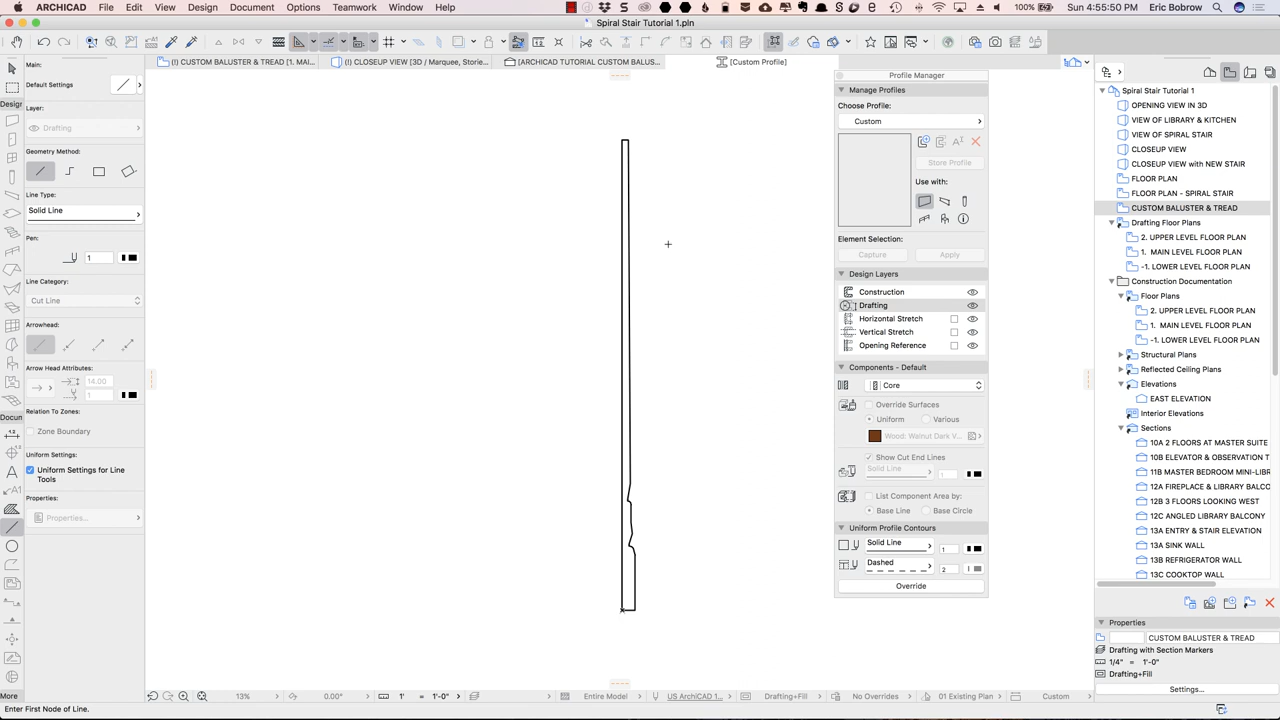 ARCHICAD File Edit View Design Document Options Teamwork Window Help 100% Sun 4:55:50 PM Eric Bobrow
Spiral Stair Tutorial 1.pln
Main:
Default Settings
Layer:
Drafting
Geometry Method:
Line Type:
Solid Line
Pen:
1
Line Category:
Cut Line
Arrowhead:
Arrow Head Attributes:
14.00
1
Relation To Zones:
Zone Boundary
Uniform Settings:
Uniform Settings for Line
Tools
Properties:
Properties...
Design
Docun
More
(!) CUSTOM BALUSTER & TREAD [1. MAI...
(!) CLOSEUP VIEW [3D / Marquee, Storie...
[ARCHICAD TUTORIAL CUSTOM BALUS...
[Custom Profile]
Profile Manager
Manage Profiles
Choose Profile:
Custom
Store Profile
Use with:
Element Selection:
Capture Apply
Design Layers
Construction
Drafting
Horizontal Stretch
Vertical Stretch
Opening Reference
Components - Default
Core
Override Surfaces
Uniform Various
Wood: Walnut Dark V...
Show Cut End Lines
Solid Line 1
List Component Area by:
Base Line Base Circle
Uniform Profile Contours
Solid Line 1
Dashed 2
Override
Spiral Stair Tutorial 1
OPENING VIEW IN 3D
VIEW OF LIBRARY & KITCHEN
VIEW OF SPIRAL STAIR
CLOSEUP VIEW
CLOSEUP VIEW with NEW STAIR
FLOOR PLAN
FLOOR PLAN - SPIRAL STAIR
CUSTOM BALUSTER & TREAD
Drafting Floor Plans
2. UPPER LEVEL FLOOR PLAN
1. MAIN LEVEL FLOOR PLAN
-1. LOWER LEVEL FLOOR PLAN
Construction Documentation
Floor Plans
2. UPPER LEVEL FLOOR PLAN
1. MAIN LEVEL FLOOR PLAN
-1. LOWER LEVEL FLOOR PLAN
Structural Plans
Reflected Ceiling Plans
Elevations
EAST ELEVATION
Interior Elevations
Sections
10A 2 FLOORS AT MASTER SUITE
10B ELEVATOR & OBSERVATION T
11B MASTER BEDROOM MINI-LIBR
12A FIREPLACE & LIBRARY BALCO
12B 3 FLOORS LOOKING WEST
12C ANGLED LIBRARY BALCONY
13A ENTRY & STAIR ELEVATION
13A SINK WALL
13B REFRIGERATOR WALL
13C COOKTOP WALL
Properties
CUSTOM BALUSTER & TREAD
Drafting with Section Markers
1/4" = 1'-0"
Drafting+Fill
Settings...
13% 0.00° 1' = 1'-0" Entire Model US ArchiCAD 1... Drafting+Fill No Overrides 01 Existing Plan Custom
Enter First Node of Line.